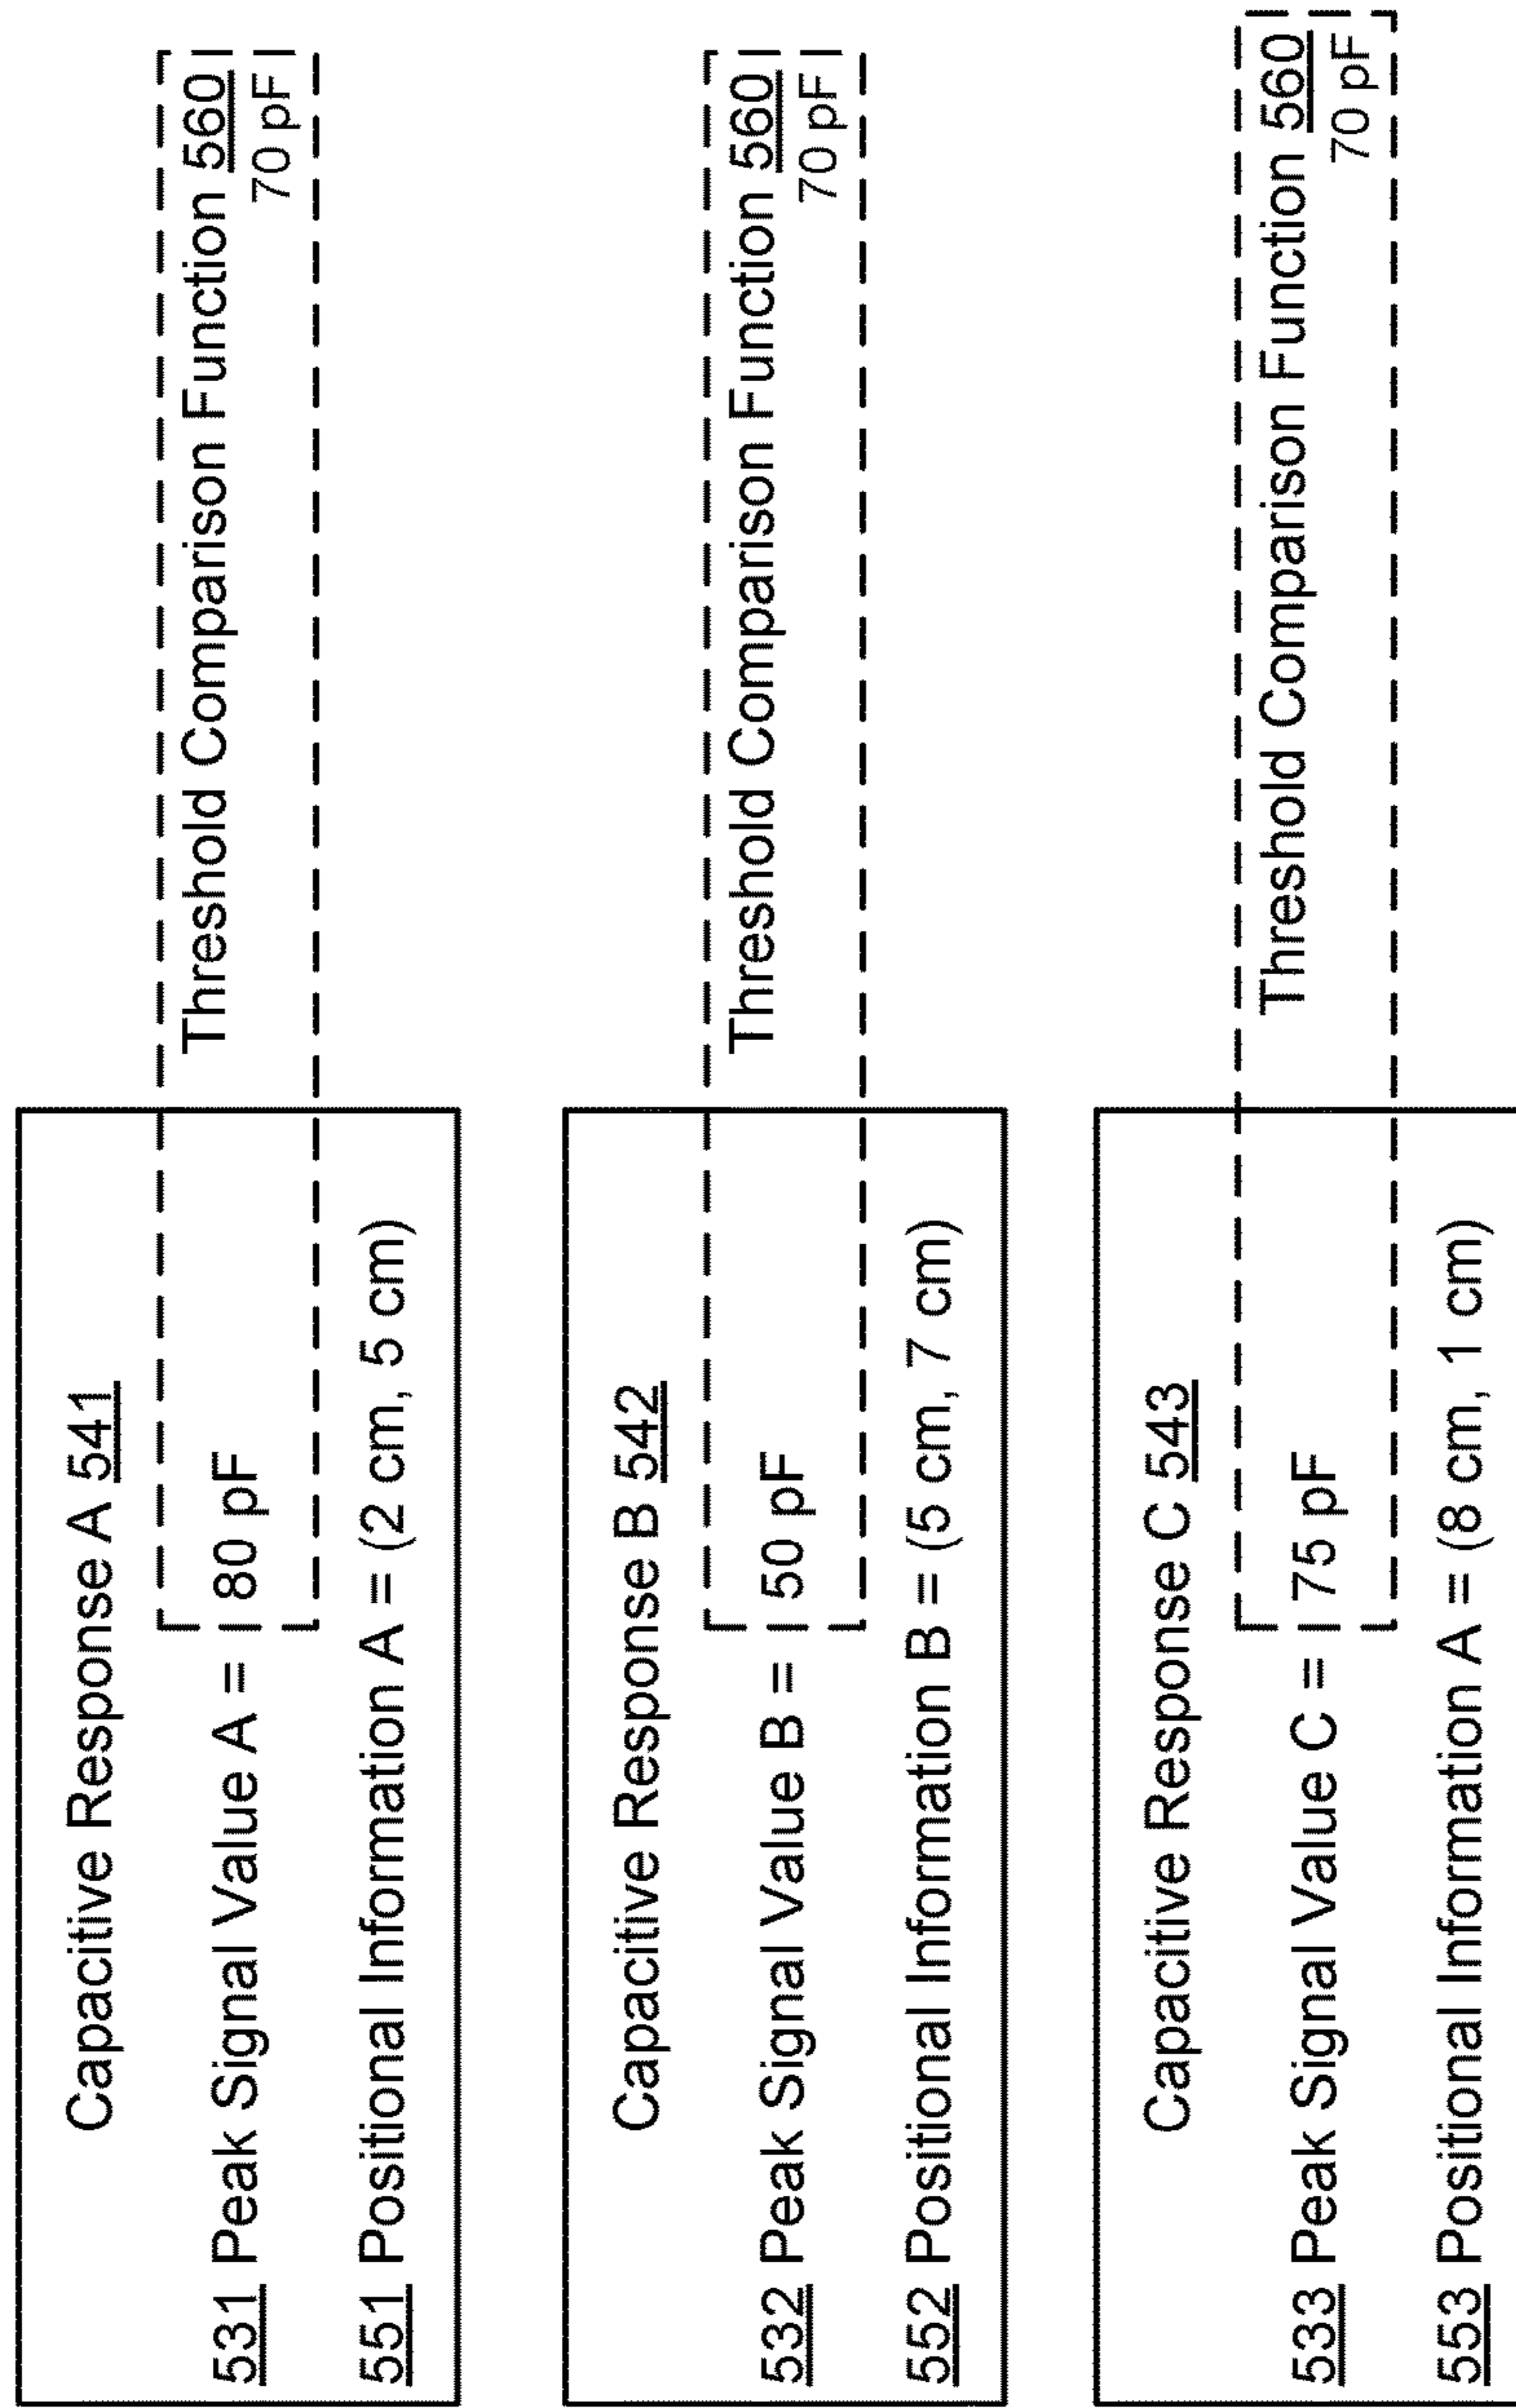 Capacitive Response A 541
531 Peak Signal Value A = 80 pF
Threshold Comparison Function 560
70 pF
551 Positional Information A = (2 cm, 5 cm)
Capacitive Response B 542
532 Peak Signal Value B = 50 pF
Threshold Comparison Function 560
70 pF
552 Positional Information B = (5 cm, 7 cm)
Capacitive Response C 543
533 Peak Signal Value C = 75 pF
Threshold Comparison Function 560
70 pF
553 Positional Information A = (8 cm, 1 cm)